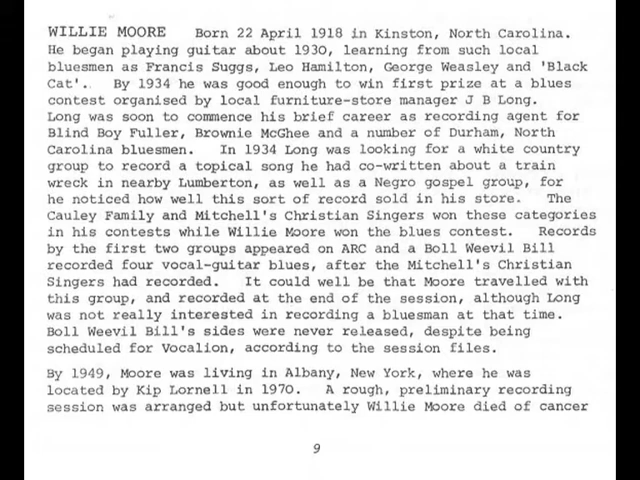 WILLIE MOORE Born 22 April 1918 in Kinston, North Carolina.
He began playing guitar about 1930, learning from such local
bluesmen as Francis Suggs, Leo Hamilton, George Weasley and 'Black
Cat'. By 1934 he was good enough to win first prize at a blues
contest organised by local furniture-store manager J B Long.
Long was soon to commence his brief career as recording agent for
Blind Boy Fuller, Brownie McGhee and a number of Durham, North
Carolina bluesmen. In 1934 Long was looking for a white country
group to record a topical song he had co-written about a train
wreck in nearby Lumberton, as well as a Negro gospel group, for
he noticed how well this sort of record sold in his store. The
Cauley Family and Mitchell's Christian Singers won these categories
in his contests while Willie Moore won the blues contest. Records
by the first two groups appeared on ARC and a Boll Weevil Bill
recorded four vocal-guitar blues, after the Mitchell's Christian
Singers had recorded. It could well be that Moore travelled with
this group, and recorded at the end of the session, although Long
was not really interested in recording a bluesman at that time.
Boll Weevil Bill's sides were never released, despite being
scheduled for Vocalion, according to the session files.
By 1949, Moore was living in Albany, New York, where he was
located by Kip Lornell in 1970. A rough, preliminary recording
session was arranged but unfortunately Willie Moore died of cancer
9